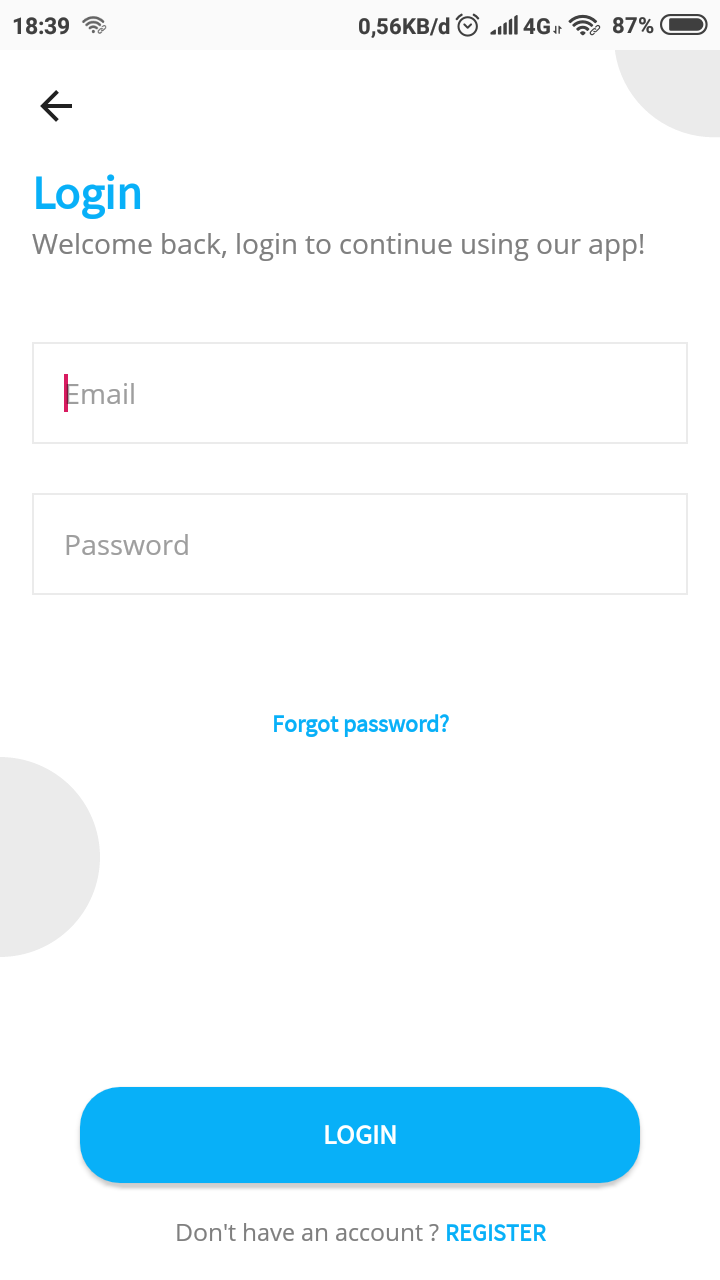 18:39 0,56KB/d 4G 87%
Login
Welcome back, login to continue using our app!
Email
Password
Forgot password?
LOGIN
Don't have an account ? REGISTER